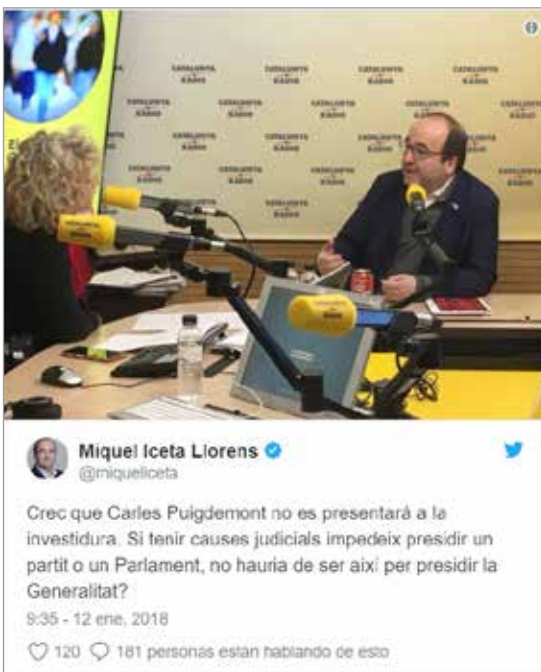 CATALUNYA RÀDIO
Miquel Iceta Llorens
@miqueliceta
Crec que Carles Puigdemont no es presentarà a la
investidura. Si tenir causes judicials impedeix presidir un
partit o un Parlament, no hauria de ser així per presidir la
Generalitat?
9:35 - 12 ene. 2018
120 181 personas están hablando de esto